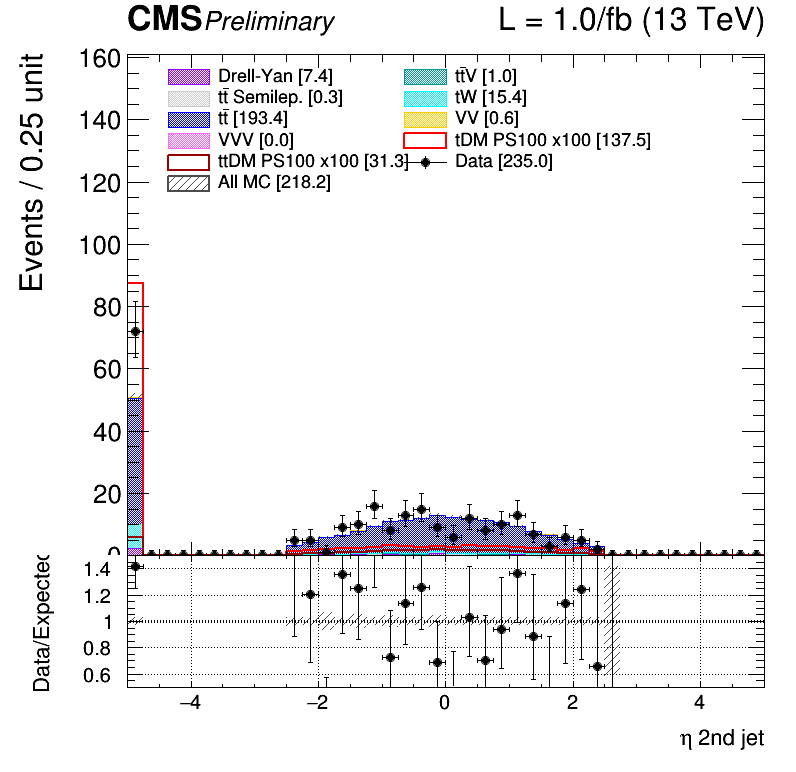 CMS Preliminary L = 1.0/fb (13 TeV)
Events / 0.25 unit
160
140
120
100
80
60
40
20
0
Drell-Yan [7.4]
tt̄V [1.0]
tt̄ Semilep. [0.3]
tW [15.4]
tt̄ [193.4]
VV [0.6]
VVV [0.0]
tDM PS100 x100 [137.5]
ttDM PS100 x100 [31.3]
Data [235.0]
All MC [218.2]
Data/Expected
1.4
1.2
1
0.8
0.6
−4 −2 0 2 4
η 2nd jet